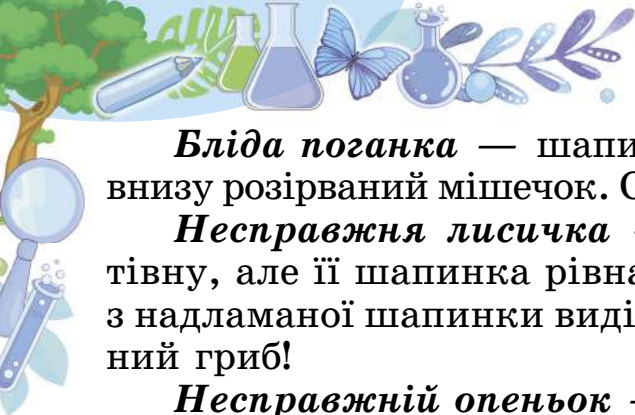 Бліда поганка — шапи
внизу розірваний мішечок. С
Несправжня лисичка
тівну, але її шапинка рівна
з надламаної шапинки виді
ний гриб!
Несправжній опеньок